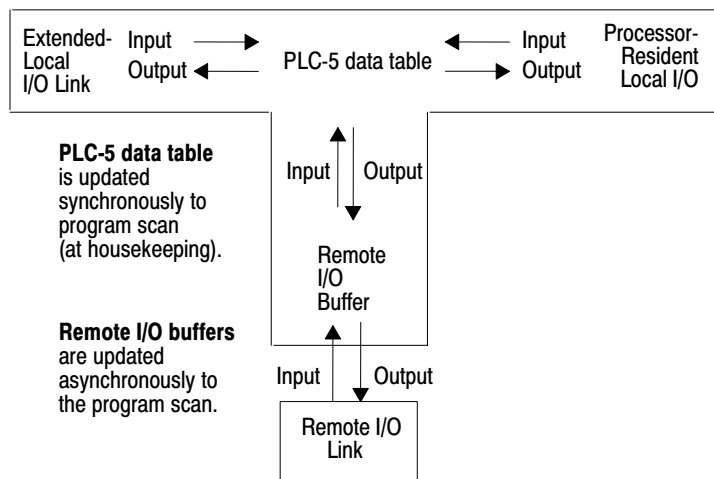 Extended-
Local
I/O Link
Input
Output
PLC-5 data table
Input
Output
Processor-
Resident
Local I/O
PLC-5 data table
is updated
synchronously to
program scan
(at housekeeping).
Input
Output
Remote
I/O
Buffer
Remote I/O buffers
are updated
asynchronously to
the program scan.
Input
Output
Remote I/O
Link